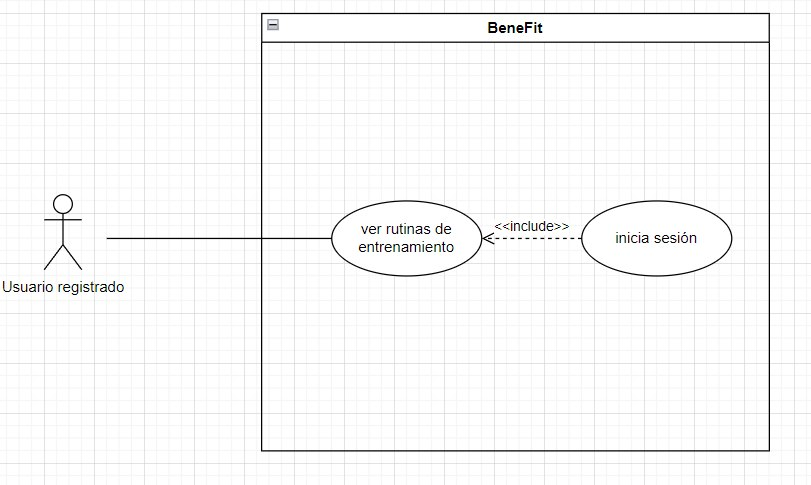 BeneFit
ver rutinas de
entrenamiento
<<include>>
inicia sesión
Usuario registrado